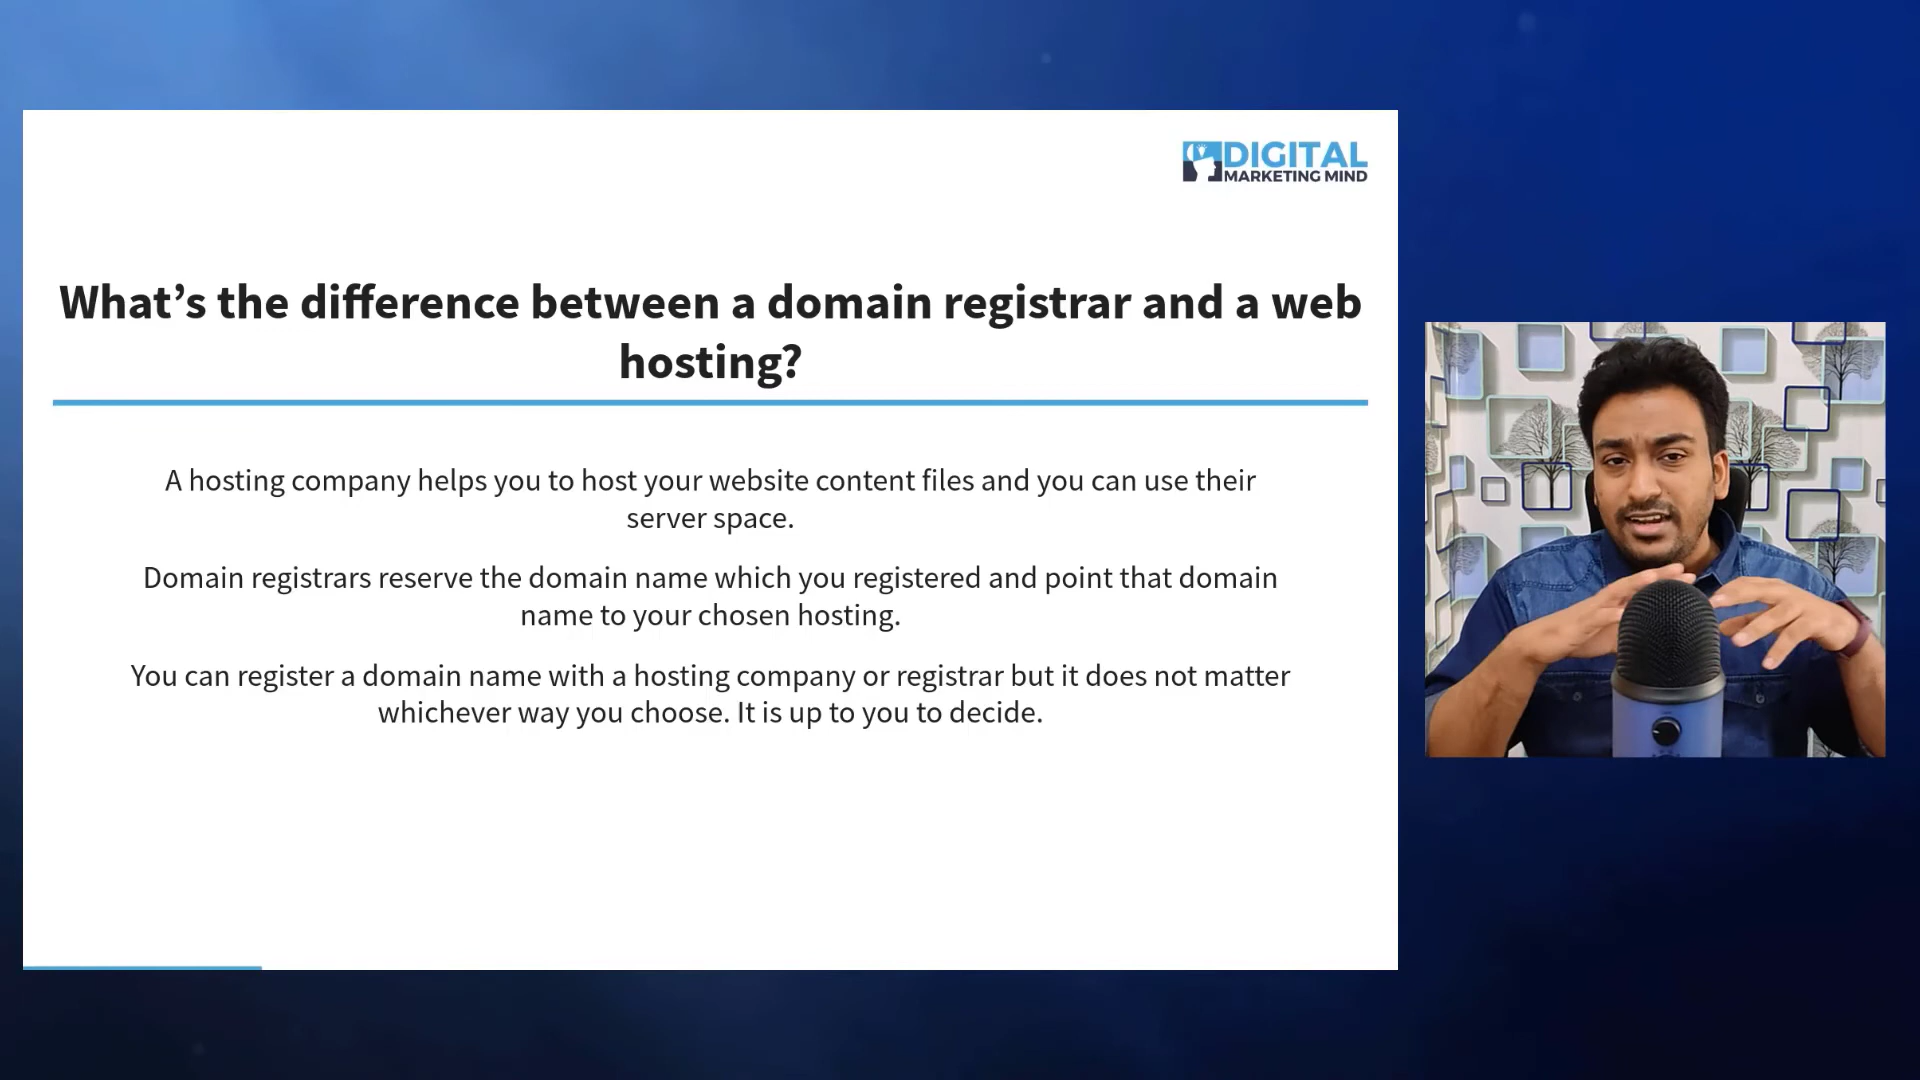 DIGITAL
MARKETING MIND
What’s the difference between a domain registrar and a web
hosting?
A hosting company helps you to host your website content files and you can use their
server space.
Domain registrars reserve the domain name which you registered and point that domain
name to your chosen hosting.
You can register a domain name with a hosting company or registrar but it does not matter
whichever way you choose. It is up to you to decide.